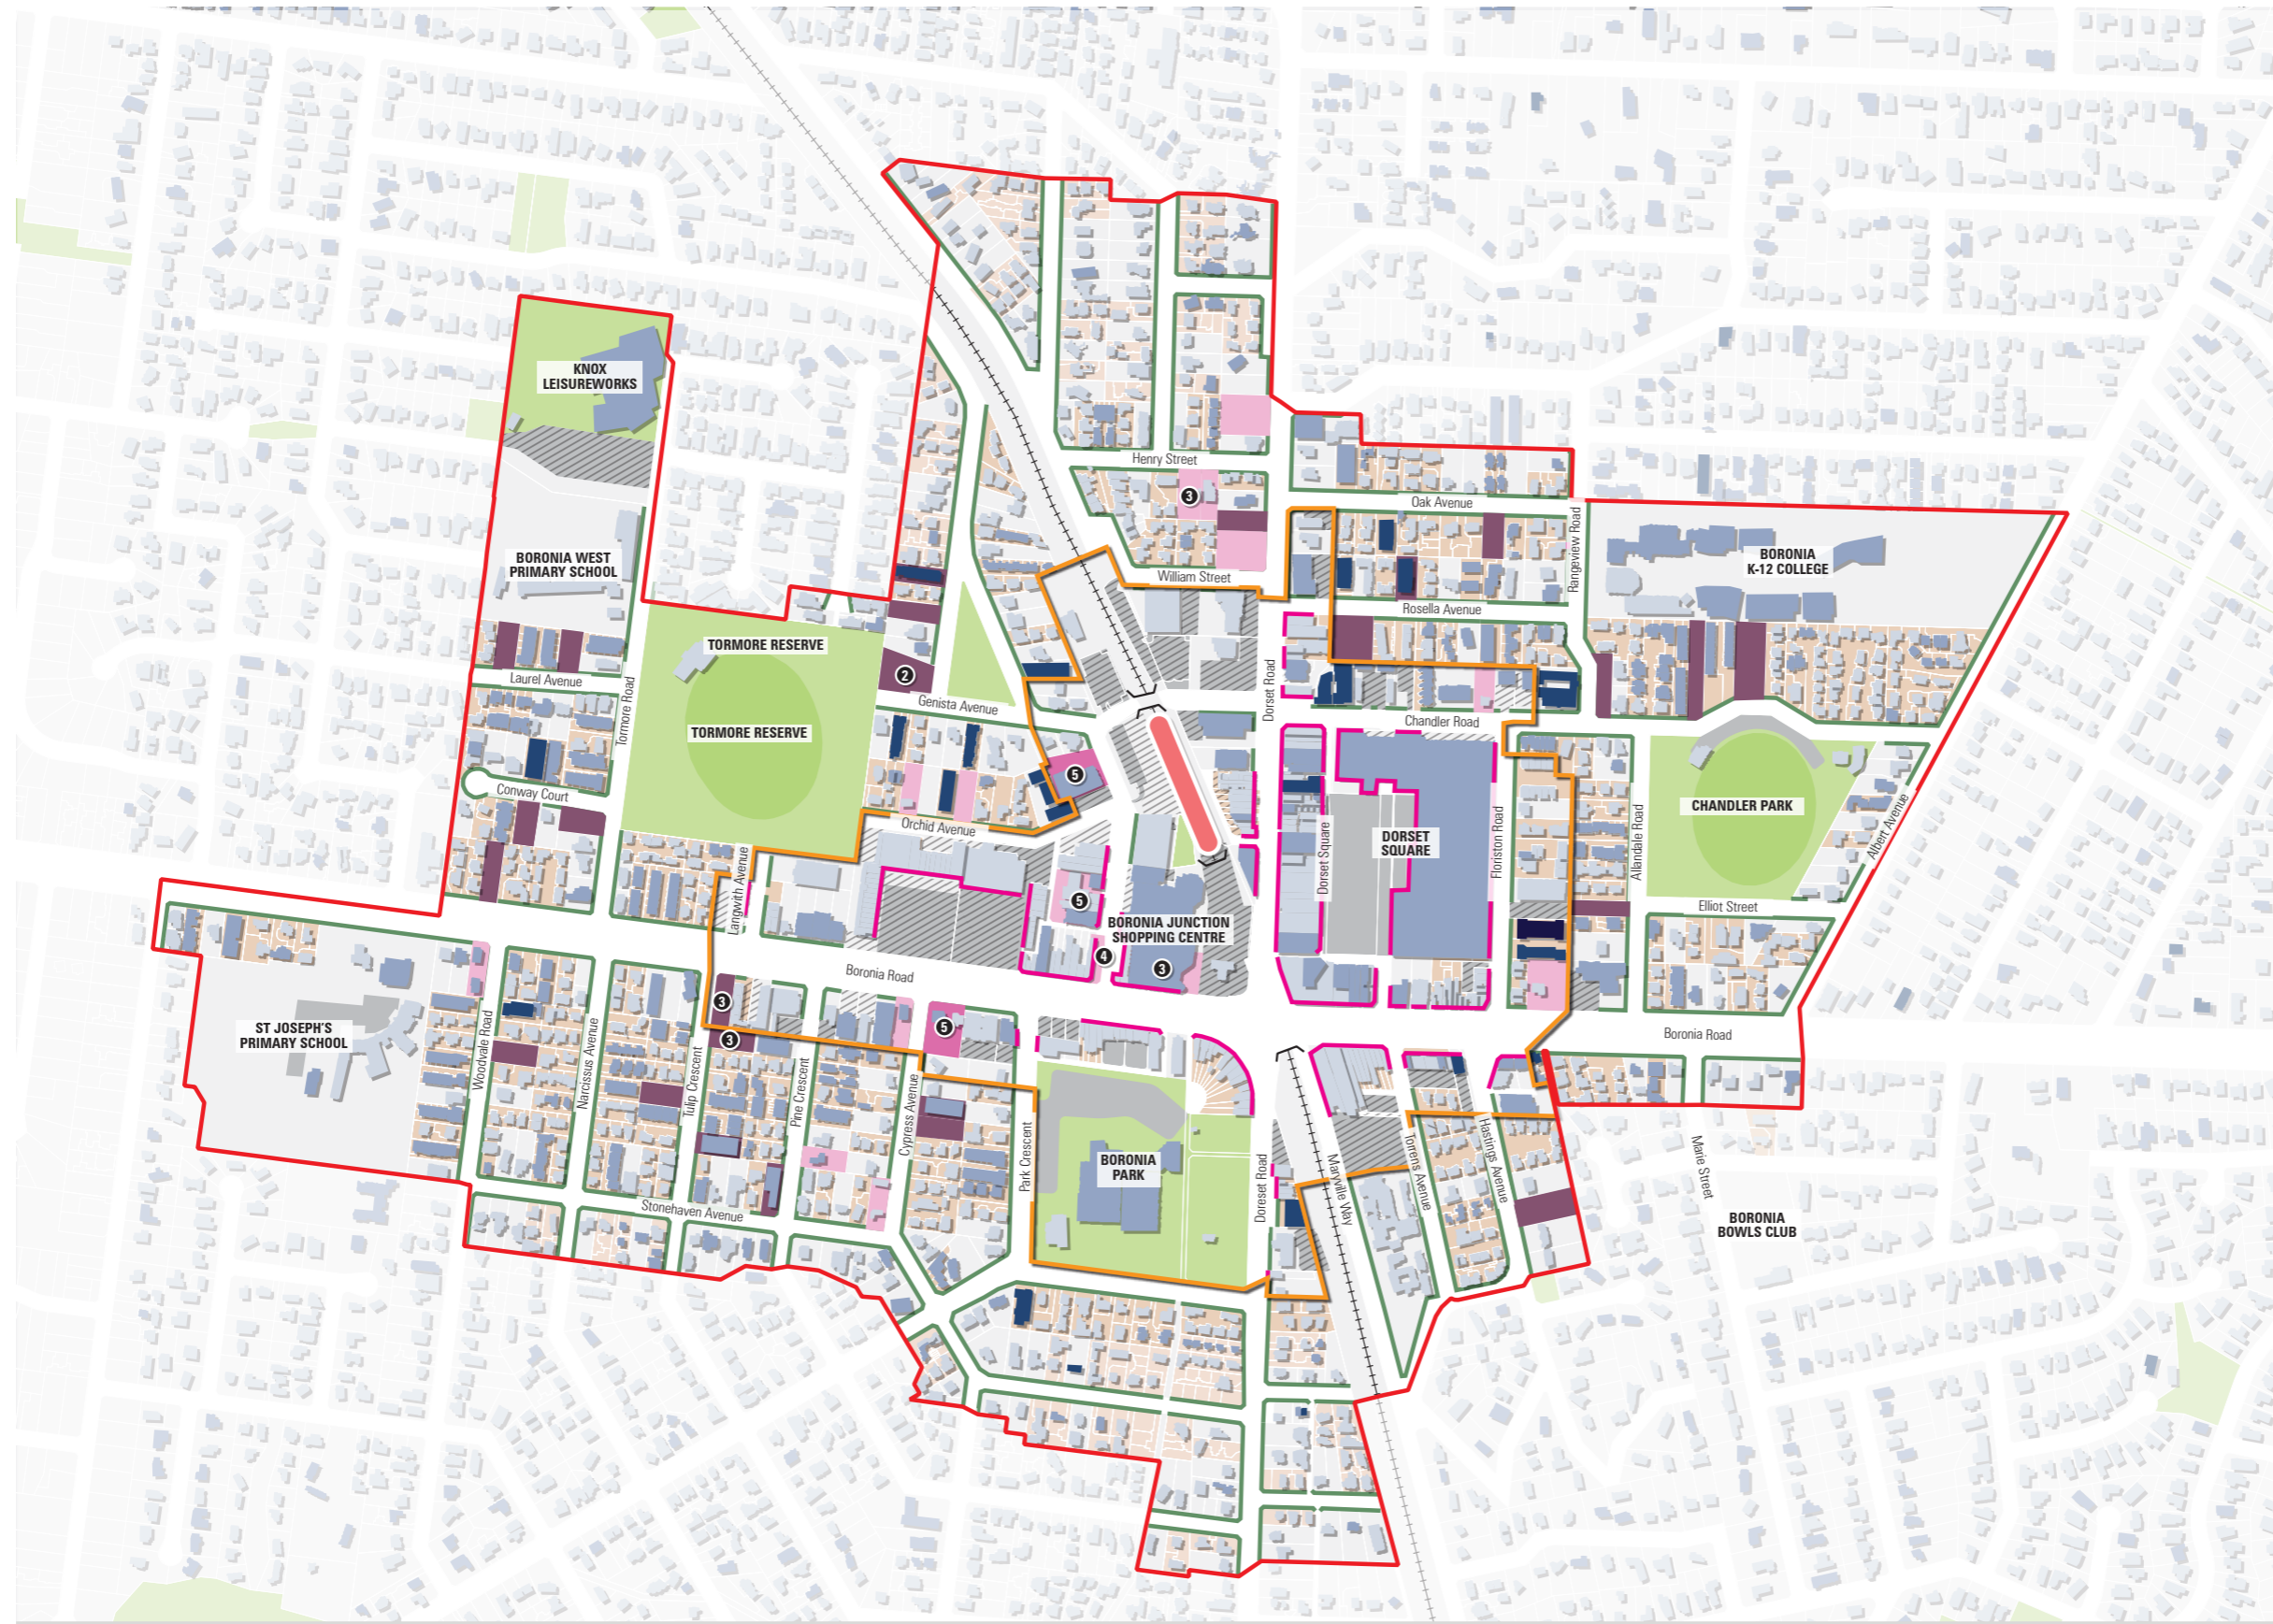 KNOX
LEISUREWORKS
Henry Street
3
Oak Avenue
Rangeview Road
BORONIA WEST
PRIMARY SCHOOL
BORONIA
K-12 COLLEGE
William Street
Rosella Avenue
TORMORE RESERVE
2
Laurel Avenue
Tormore Road
Genista Avenue
Dorset Road
Chandler Road
TORMORE RESERVE
5
Conway Court
Orchid Avenue
Dorset Square
DORSET
SQUARE
Floriston Road
Allandale Road
CHANDLER PARK
Albert Avenue
Langwith Avenue
5
Elliot Street
BORONIA JUNCTION
SHOPPING CENTRE
4
3
Boronia Road
3
5
3
ST JOSEPH'S
PRIMARY SCHOOL
Boronia Road
Woodvale Road
Narcissus Avenue
Tulip Crescent
Pine Crescent
Cypress Avenue
Park Crescent
BORONIA
PARK
Doreset Road
Maryville Way
Torrens Avenue
Hastings Avenue
Marie Street
Stonehaven Avenue
BORONIA
BOWLS CLUB